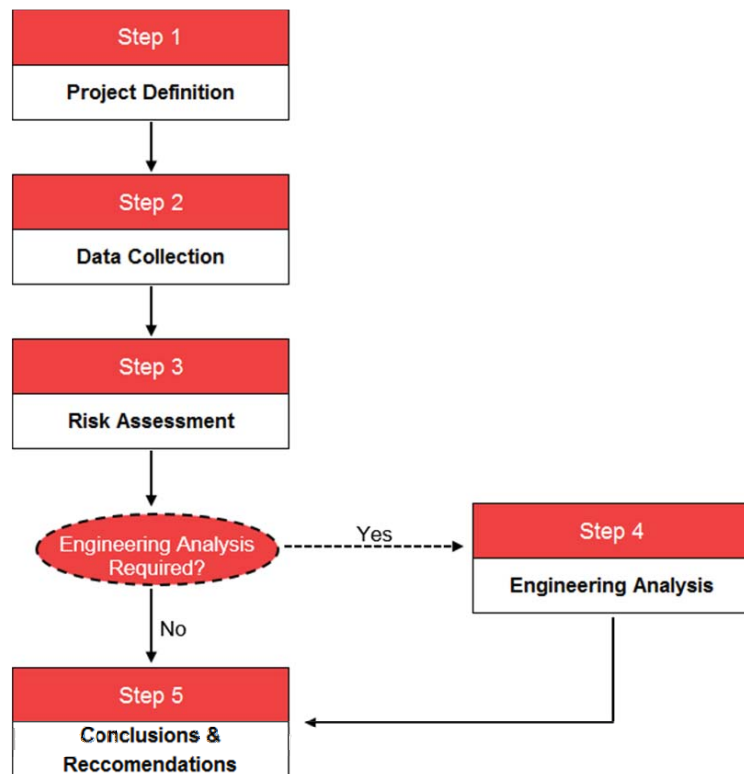 Step 1
Project Definition
Step 2
Data Collection
Step 3
Risk Assessment
Engineering Analysis
Required?
Yes
Step 4
Engineering Analysis
No
Step 5
Conclusions &
Reccomendations